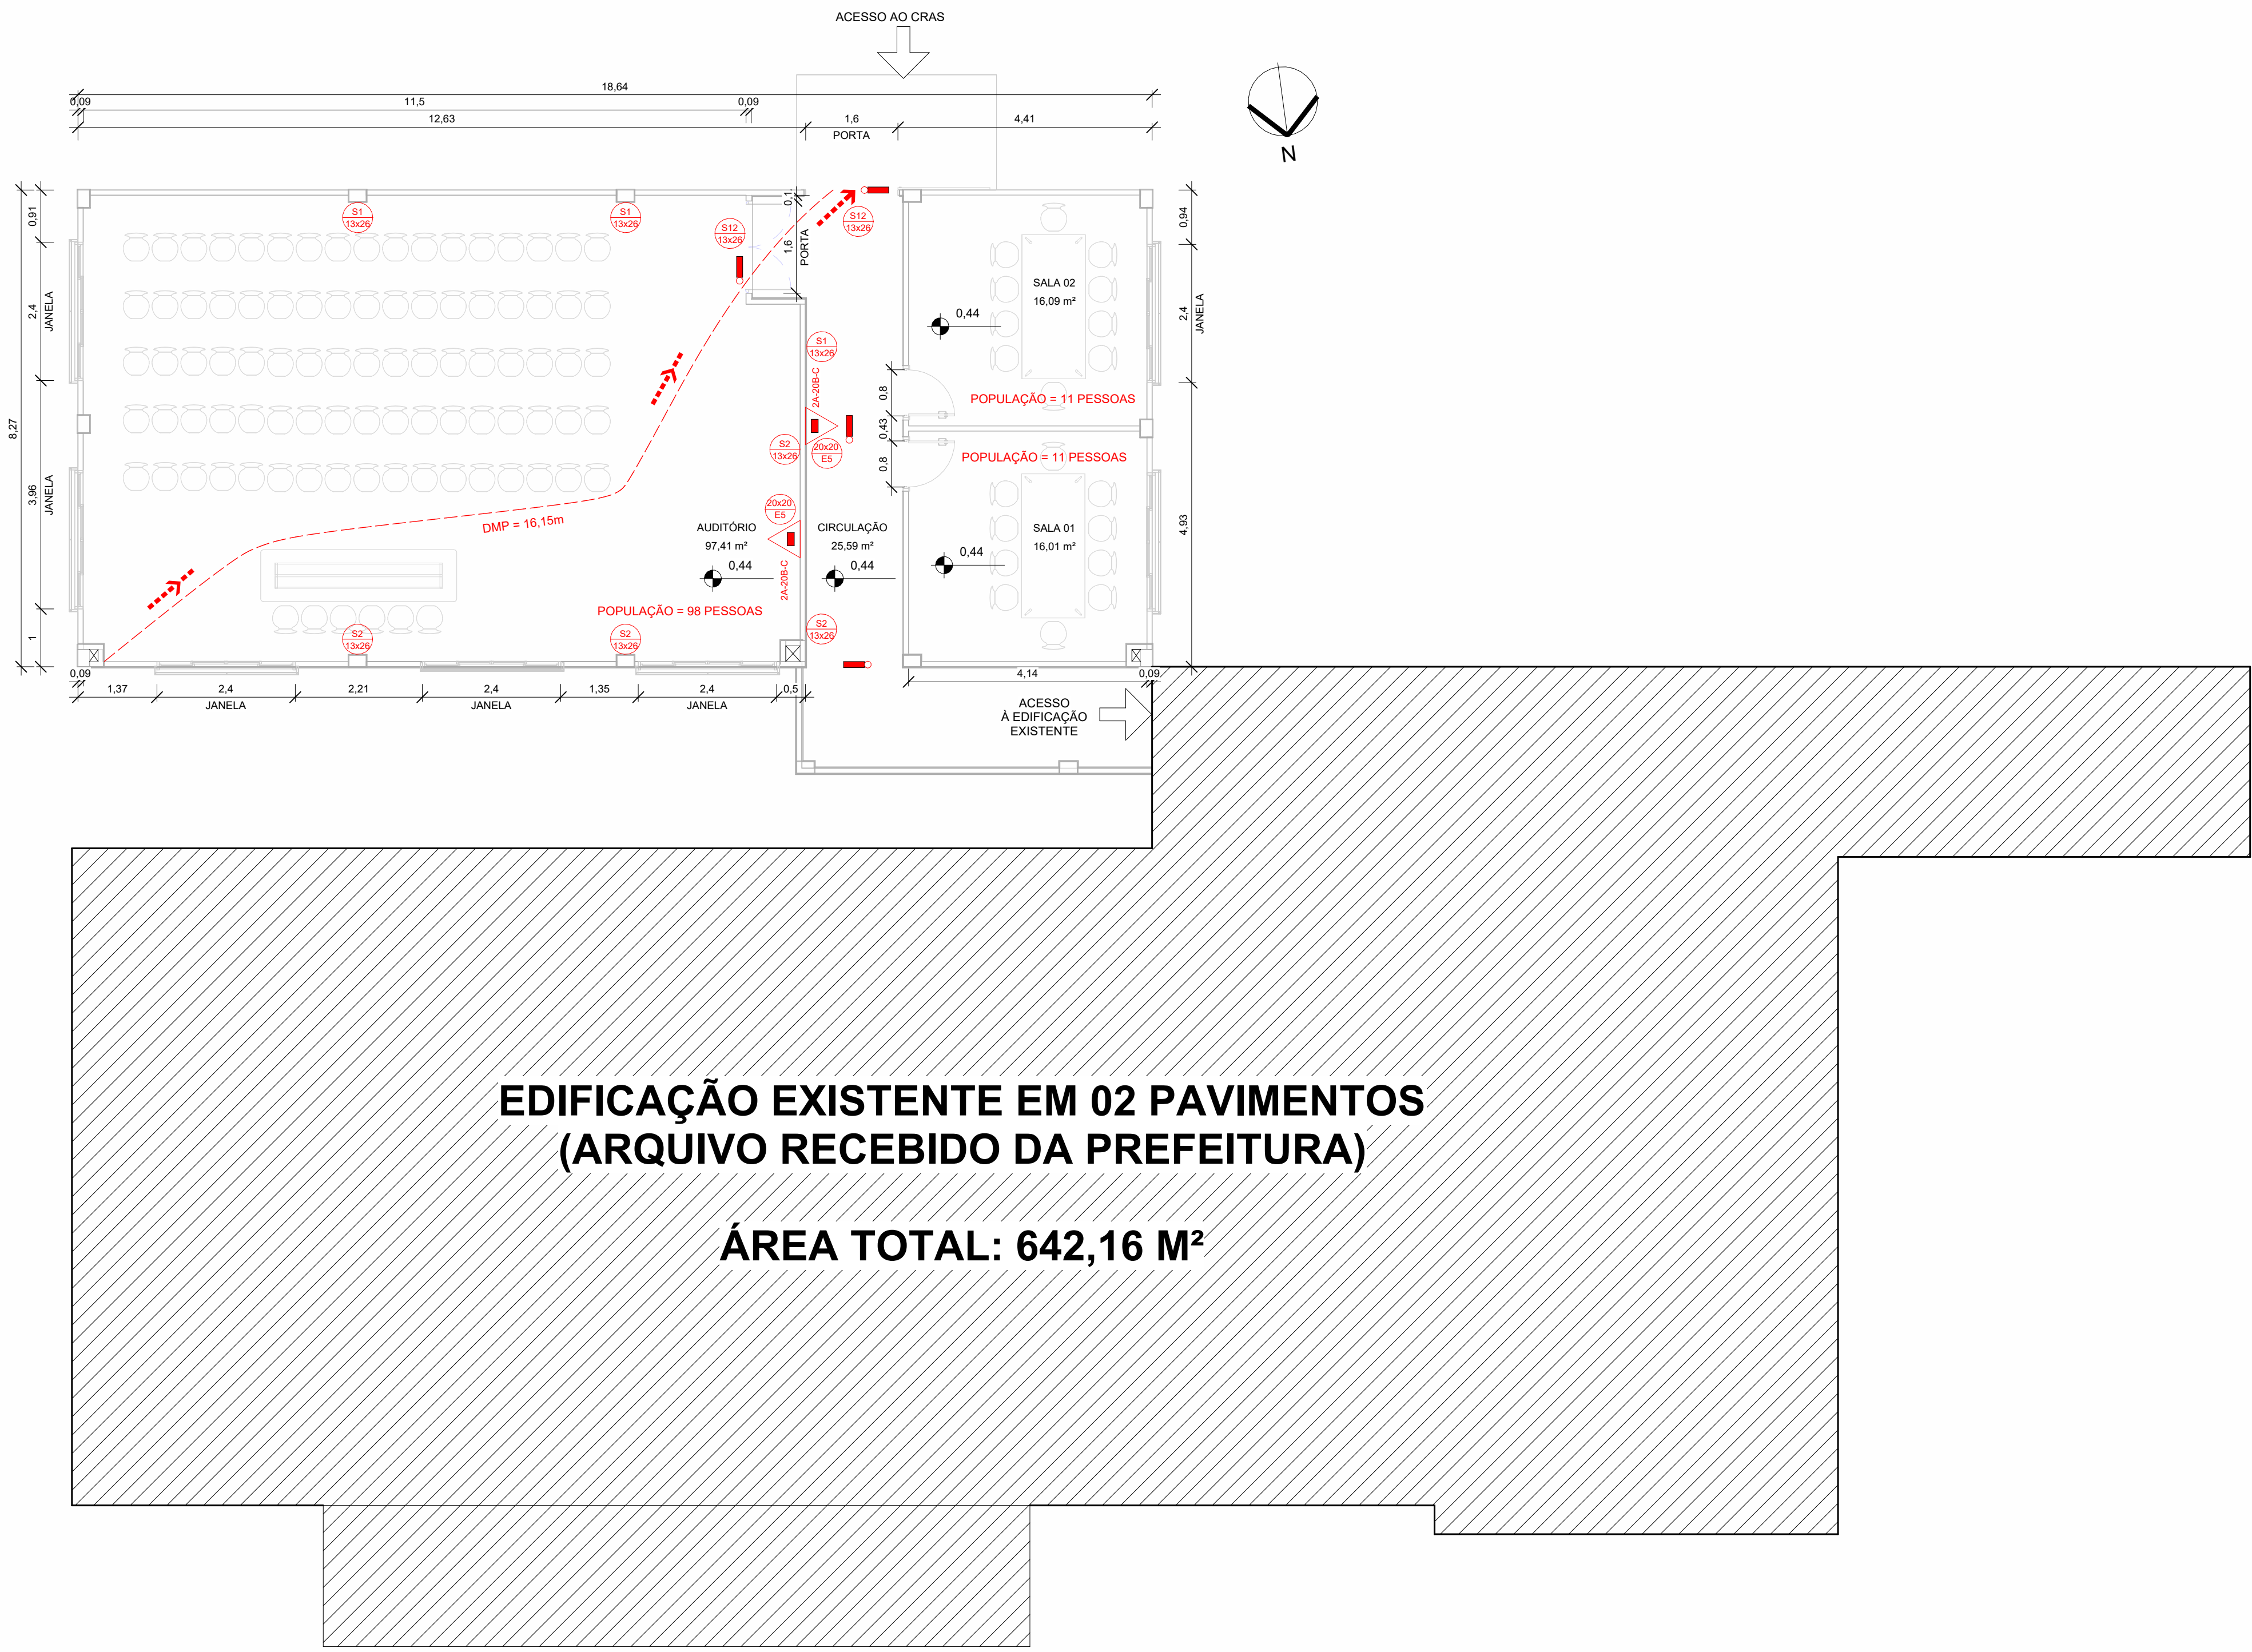 ACESSO AO CRAS
18,64
0,09
11,5
0,09
12,63
1,6
PORTA
4,41
N
8,27
0,91
2,4
JANELA
3,96
JANELA
1
S1
13x26
S1
13x26
S12
13x26
S12
13x26
0,1
1,6
PORTA
0,94
2,4
JANELA
4,93
SALA 02
16,09 m²
0,44
POPULAÇÃO = 11 PESSOAS
0,8
0,43
0,8
S1
13x26
2A-20B-C
S2
13x26
20x20
E5
POPULAÇÃO = 11 PESSOAS
20x20
E5
DMP = 16,15m
AUDITÓRIO
97,41 m²
0,44
CIRCULAÇÃO
25,59 m²
0,44
SALA 01
16,01 m²
0,44
2A-20B-C
POPULAÇÃO = 98 PESSOAS
S2
13x26
S2
13x26
S2
13x26
0,09
1,37
2,4
JANELA
2,21
2,4
JANELA
1,35
2,4
JANELA
0,5
4,14
0,09
ACESSO
À EDIFICAÇÃO
EXISTENTE
EDIFICAÇÃO EXISTENTE EM 02 PAVIMENTOS
(ARQUIVO RECEBIDO DA PREFEITURA)
ÁREA TOTAL: 642,16 M²